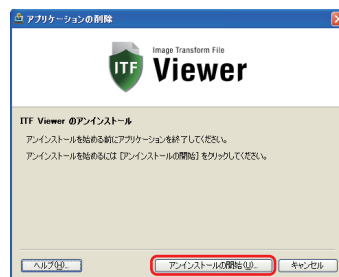 アプリケーションの削除
ITF
Image Transform File
Viewer
ITF Viewer のアンインストール
アンインストールを始める前にアプリケーションを終了してください。
アンインストールを始めるには [アンインストールの開始] をクリックしてください。
ヘルプ(H)...
アンインストールの開始(U)...
キャンセル